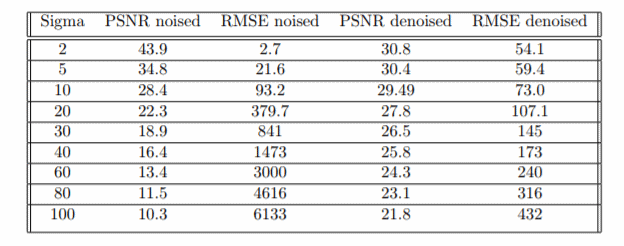 Sigma PSNR noised RMSE noised PSNR denoised RMSE denoised
2 43.9 2.7 30.8 54.1
5 34.8 21.6 30.4 59.4
10 28.4 93.2 29.49 73.0
20 22.3 379.7 27.8 107.1
30 18.9 841 26.5 145
40 16.4 1473 25.8 173
60 13.4 3000 24.3 240
80 11.5 4616 23.1 316
100 10.3 6133 21.8 432